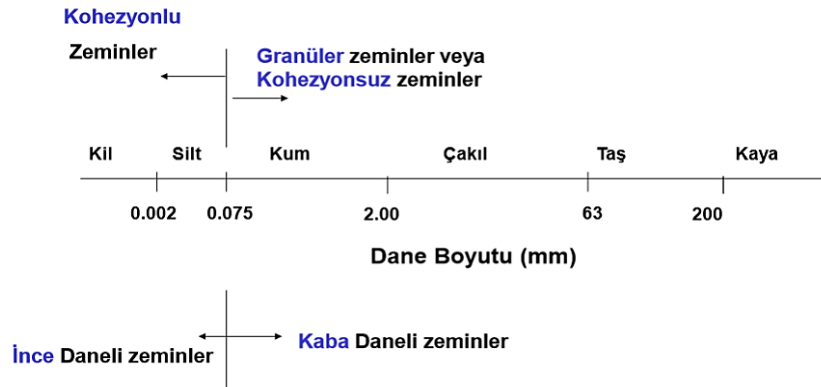 Kohezyonlu
Zeminler
Granüler zeminler veya
Kohezyonsuz zeminler
Kil Silt Kum Çakıl Taş Kaya
0.002 0.075 2.00 63 200
Dane Boyutu (mm)
İnce Daneli zeminler
Kaba Daneli zeminler